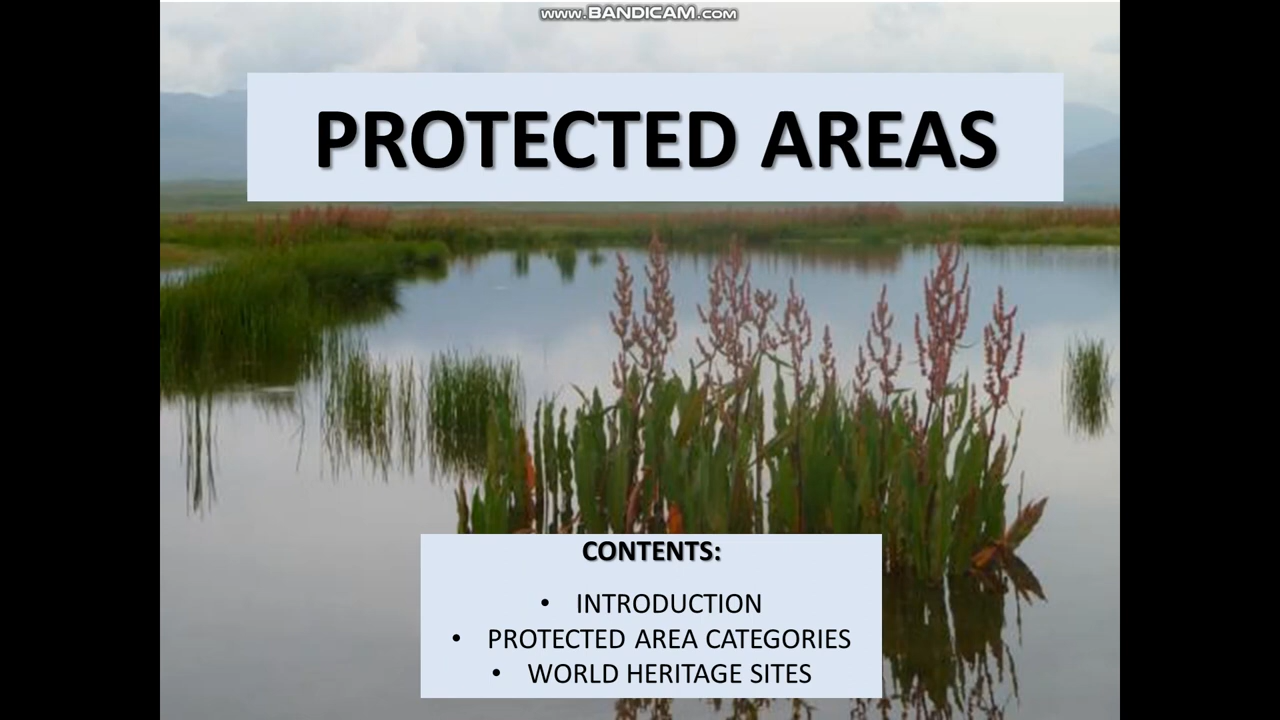 www.BANDICAM.com
PROTECTED AREAS
CONTENTS:
• INTRODUCTION
• PROTECTED AREA CATEGORIES
• WORLD HERITAGE SITES